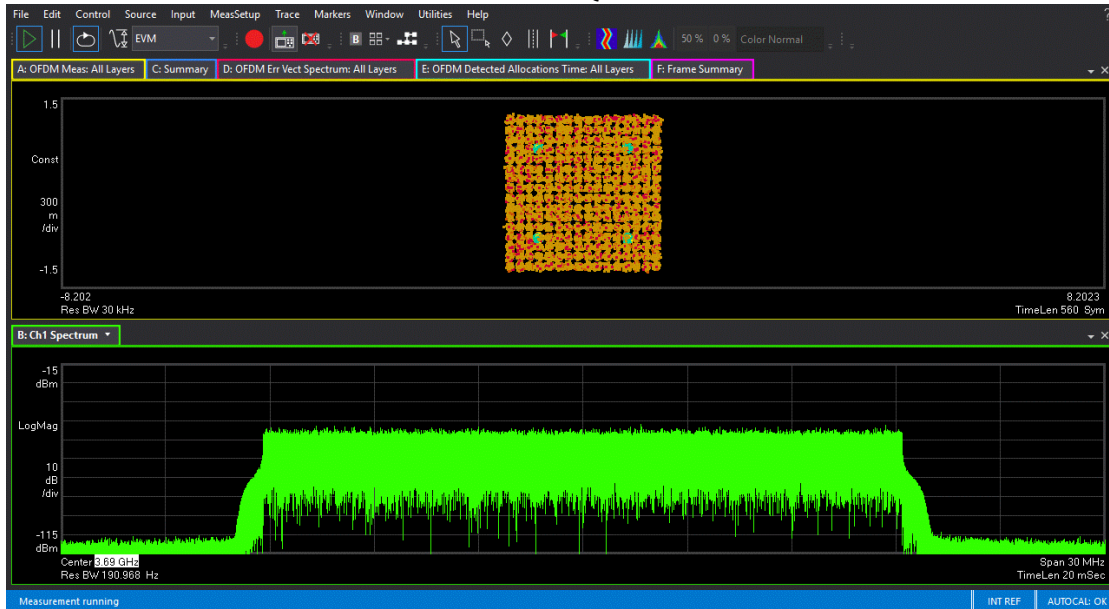 File Edit Control Source Input MeasSetup Trace Markers Window Utilities Help
EVM B 50 % 0 % Color Normal
A: OFDM Meas: All Layers C: Summary D: OFDM Err Vect Spectrum: All Layers E: OFDM Detected Allocations Time: All Layers F: Frame Summary
1.5
Const
300
m
/div
-1.5
-8.202 8.2023
Res BW 30 kHz TimeLen 560 Sym
B: Ch1 Spectrum
-15
dBm
LogMag
10
dB
/div
-115
dBm
Center 3.69 GHz Span 30 MHz
Res BW 190.968 Hz TimeLen 20 mSec
Measurement running INT REF AUTOCAL: OK